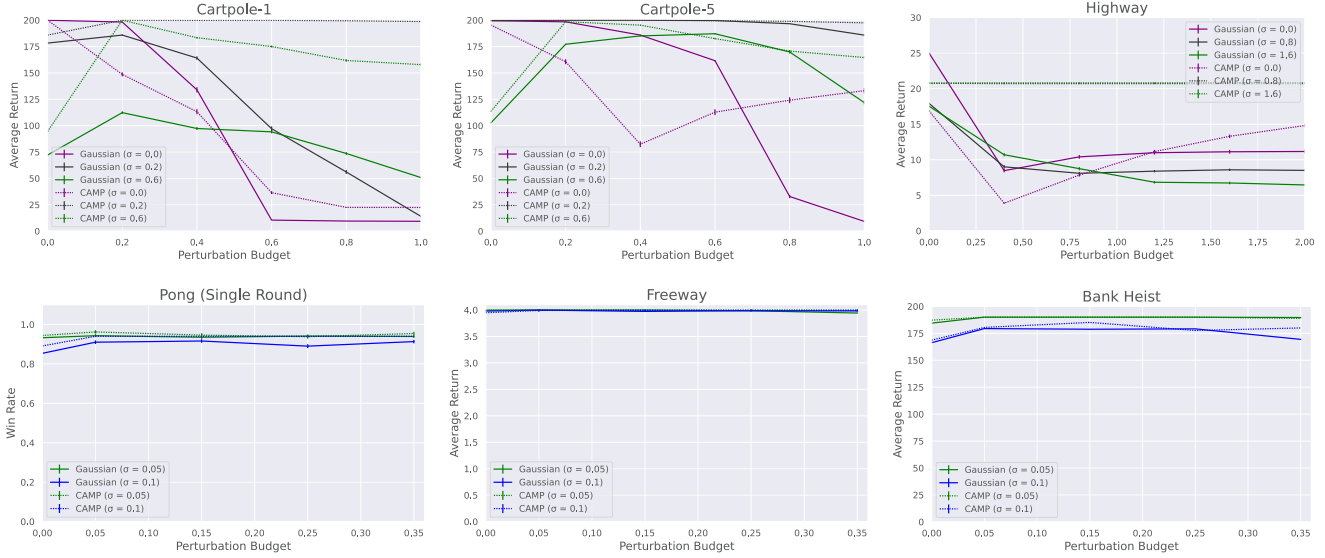 Cartpole-1
Average Return
200
175
150
125
100
75
50
25
0
Gaussian (σ = 0,0)
Gaussian (σ = 0,2)
Gaussian (σ = 0,6)
CAMP (σ = 0.0)
CAMP (σ = 0.2)
CAMP (σ = 0.6)
0.0 0.2 0.4 0.6 0.8 1.0
Perturbation Budget
Cartpole-5
Average Return
200
175
150
125
100
75
50
25
0
Gaussian (σ = 0,0)
Gaussian (σ = 0,2)
Gaussian (σ = 0,6)
CAMP (σ = 0.0)
CAMP (σ = 0.2)
CAMP (σ = 0.6)
0,0 0,2 0,4 0,6 0,8 1,0
Perturbation Budget
Highway
Average Return
30
25
20
15
10
5
0
Gaussian (σ = 0,0)
Gaussian (σ = 0,8)
Gaussian (σ = 1,6)
CAMP (σ = 0.0)
CAMP (σ = 0.8)
CAMP (σ = 1.6)
0,00 0,25 0,50 0,75 1,00 1,25 1,50 1,75 2,00
Perturbation Budget
Pong (Single Round)
Win Rate
1.0
0.8
0.6
0.4
0.2
0.0
Gaussian (σ = 0,05)
Gaussian (σ = 0,1)
CAMP (σ = 0.05)
CAMP (σ = 0.1)
0,00 0,05 0,10 0,15 0,20 0,25 0,30 0,35
Perturbation Budget
Freeway
Average Return
4,0
3,5
3,0
2,5
2,0
1,5
1,0
0,5
0,0
Gaussian (σ = 0,05)
Gaussian (σ = 0,1)
CAMP (σ = 0.05)
CAMP (σ = 0.1)
0,00 0,05 0,10 0,15 0,20 0,25 0,30 0,35
Perturbation Budget
Bank Heist
Average Return
200
175
150
125
100
75
50
25
0
Gaussian (σ = 0.05)
Gaussian (σ = 0.1)
CAMP (σ = 0.05)
CAMP (σ = 0.1)
0,00 0,05 0,10 0,15 0,20 0,25 0,30 0,35
Perturbation Budget